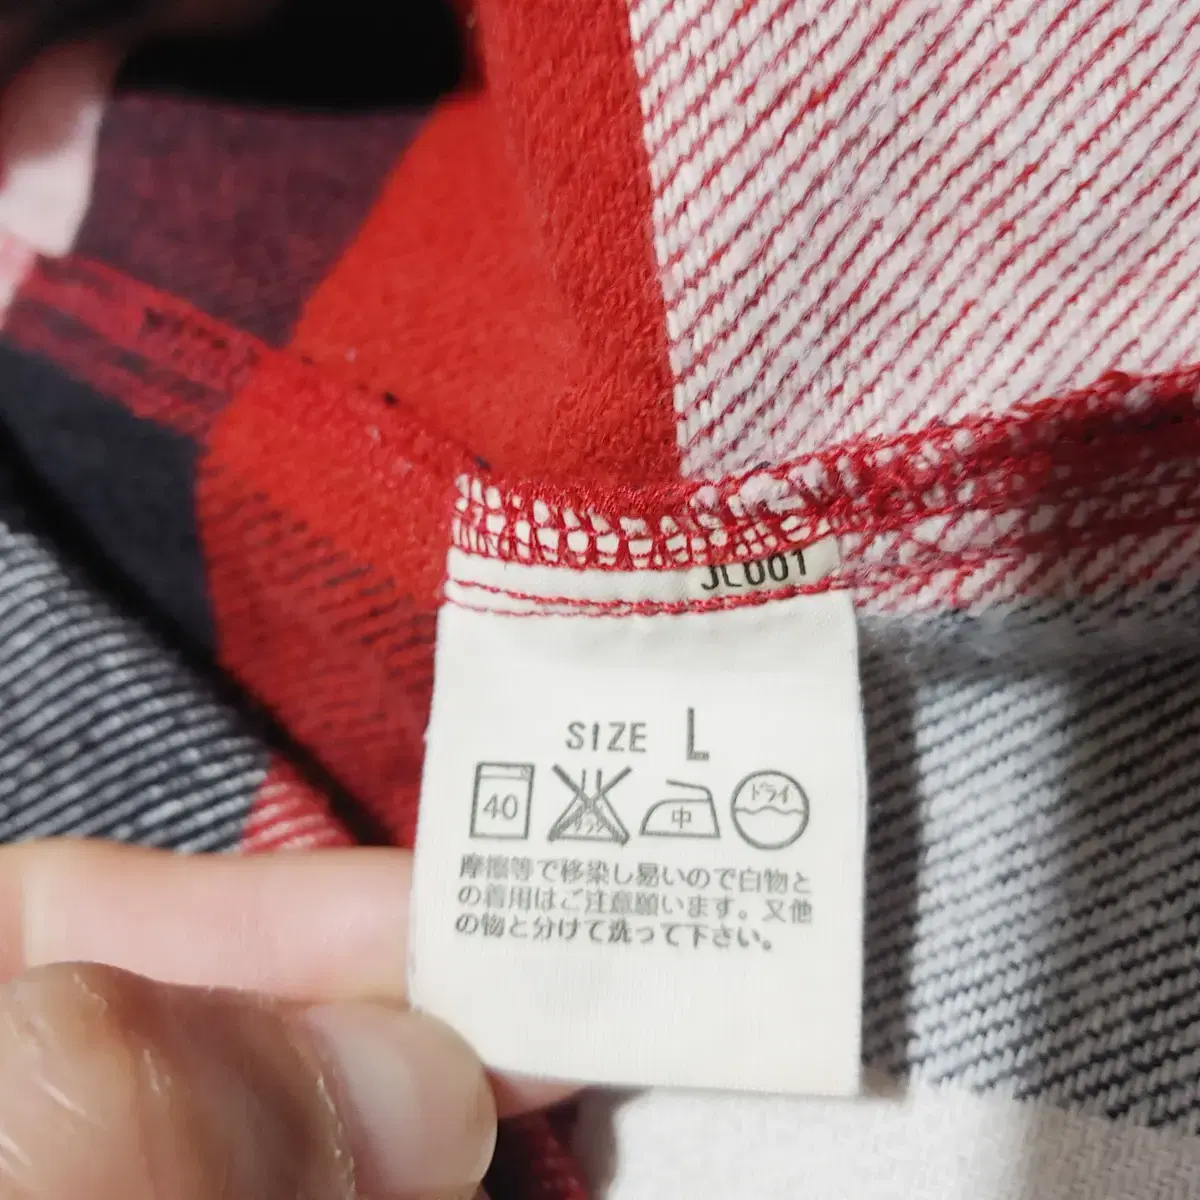 JL001
SIZE L
40 中 ドライ
摩擦等で移染し易いので白物と
の着用はご注意願います。又他
の物と分けて洗って下さい。